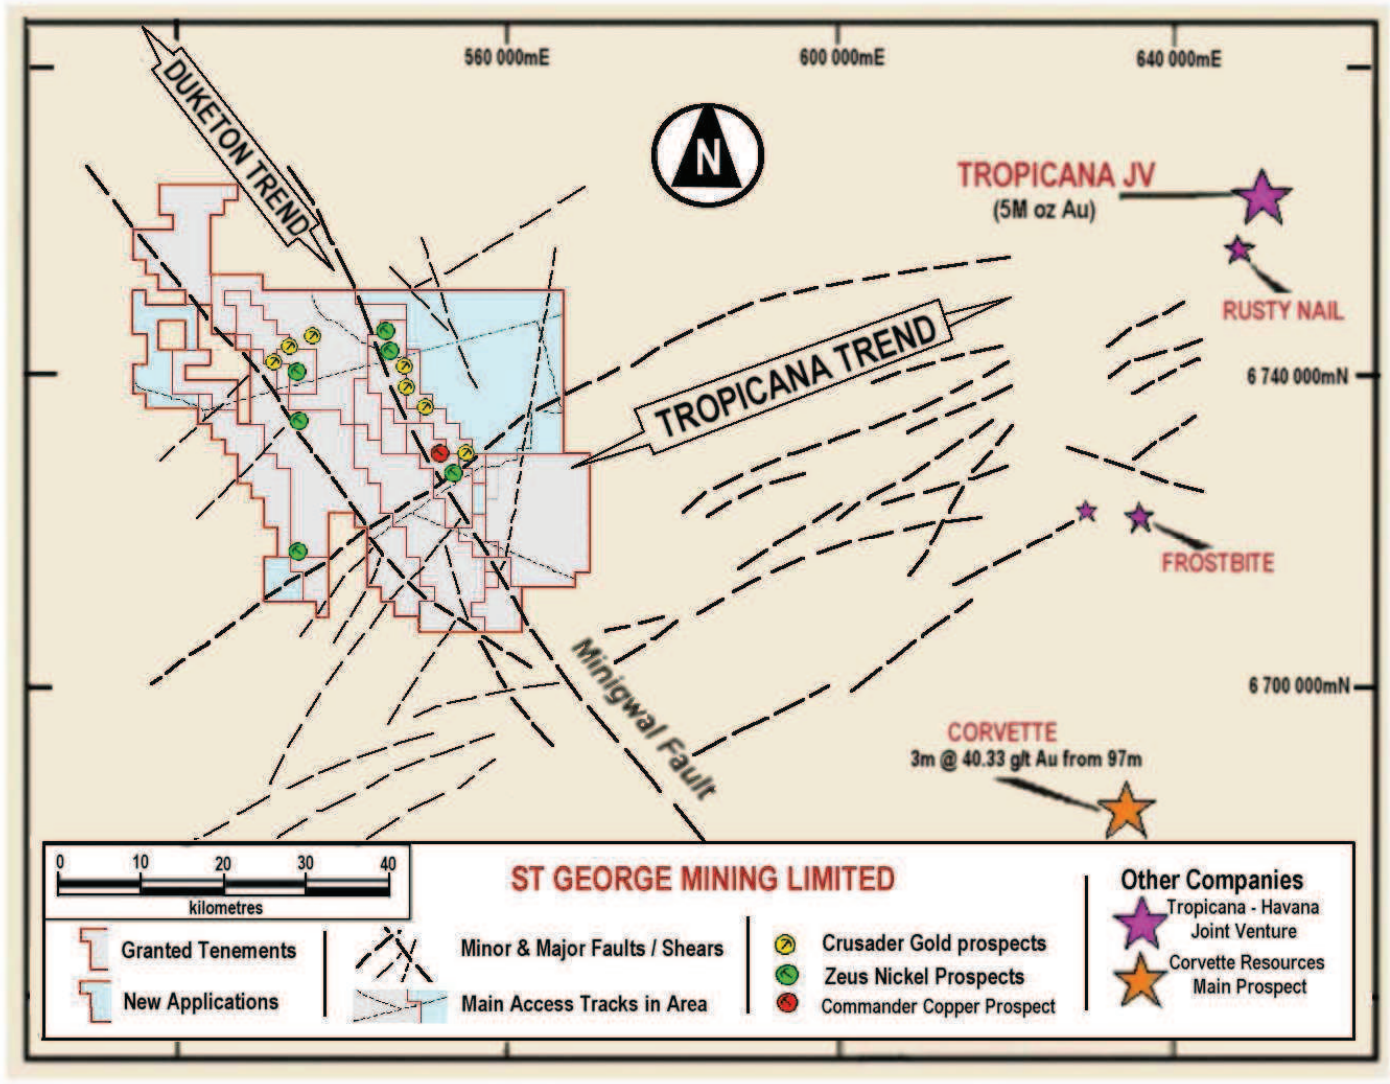 560 000mE
600 000mE
640 000mE
DUKETON TREND
N
TROPICANA JV
(5M oz Au)
RUSTY NAIL
TROPICANA TREND
6 740 000mN
FROSTBITE
Minigwal Fault
6 700 000mN
CORVETTE
3m @ 40.33 g/t Au from 97m
0 10 20 30 40
kilometres
ST GEORGE MINING LIMITED
Granted Tenements
New Applications
Minor & Major Faults / Shears
Main Access Tracks in Area
Crusader Gold prospects
Zeus Nickel Prospects
Commander Copper Prospect
Other Companies
Tropicana - Havana
Joint Venture
Corvette Resources
Main Prospect